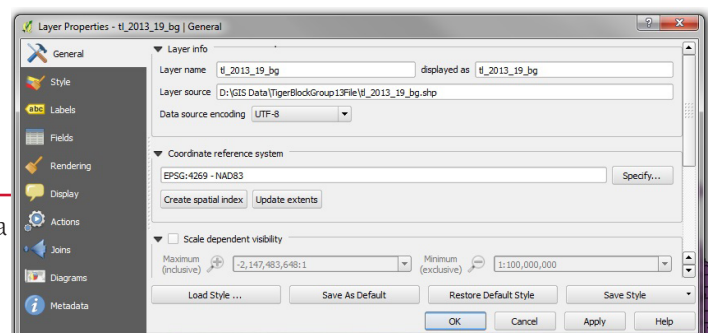 Layer Properties - tl_2013_19_bg | General
General
Style
abc Labels
Fields
Rendering
Display
Actions
Joins
Diagrams
Metadata
a
Layer info
Layer name tl_2013_19_bg displayed as tl_2013_19_bg
Layer source D:\GIS Data\TigerBlockGroup13File\tl_2013_19_bg.shp
Data source encoding UTF-8
Coordinate reference system
EPSG:4269 - NAD83 Specify...
Create spatial index Update extents
Scale dependent visibility
Maximum (inclusive) -2,147,483,648:1 Minimum (exclusive) 1:100,000,000
Load Style ... Save As Default Restore Default Style Save Style
OK Cancel Apply Help